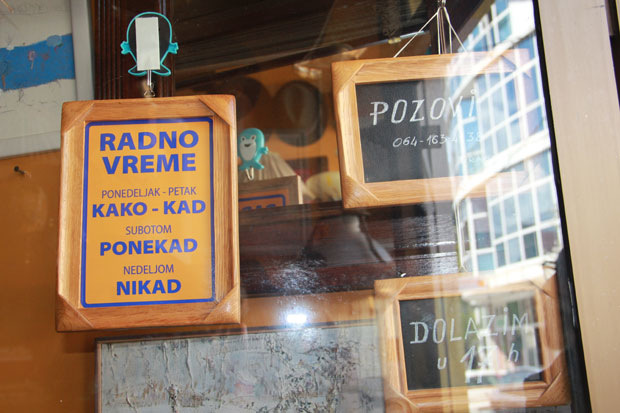 RADNO
VREME
PONEDELJAK - PETAK
KAKO - KAD
SUBOTOM
PONEKAD
NEDELJOM
NIKAD
POZOVi
DOLAZiM
u h